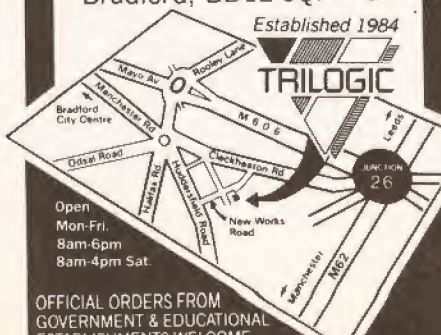 Bradford,
Established 1984
TRILOGIC
Rooley Lane
Mayo Av
Manchester Rd
Bradford
City Centre
M606
Leeds
Odsal Road
Cleckheaton Rd
JUNCTION
26
Halifax Rd
Huddersfield Road
New Works
Road
Open
Mon-Fri.
8am-6pm
8am-4pm Sat.
Manchester
M62
OFFICIAL ORDERS FROM
GOVERNMENT & EDUCATIONAL
ESTABLISHMENTS WELCOME